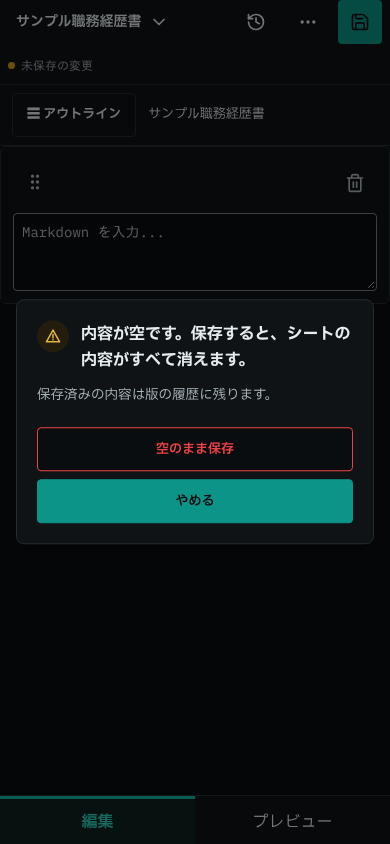 サンプル職務経歴書
未保存の変更
アウトライン サンプル職務経歴書
Markdown を入力...
内容が空です。保存すると、シートの
内容がすべて消えます。
保存済みの内容は版の履歴に残ります。
空のまま保存
やめる
編集 プレビュー